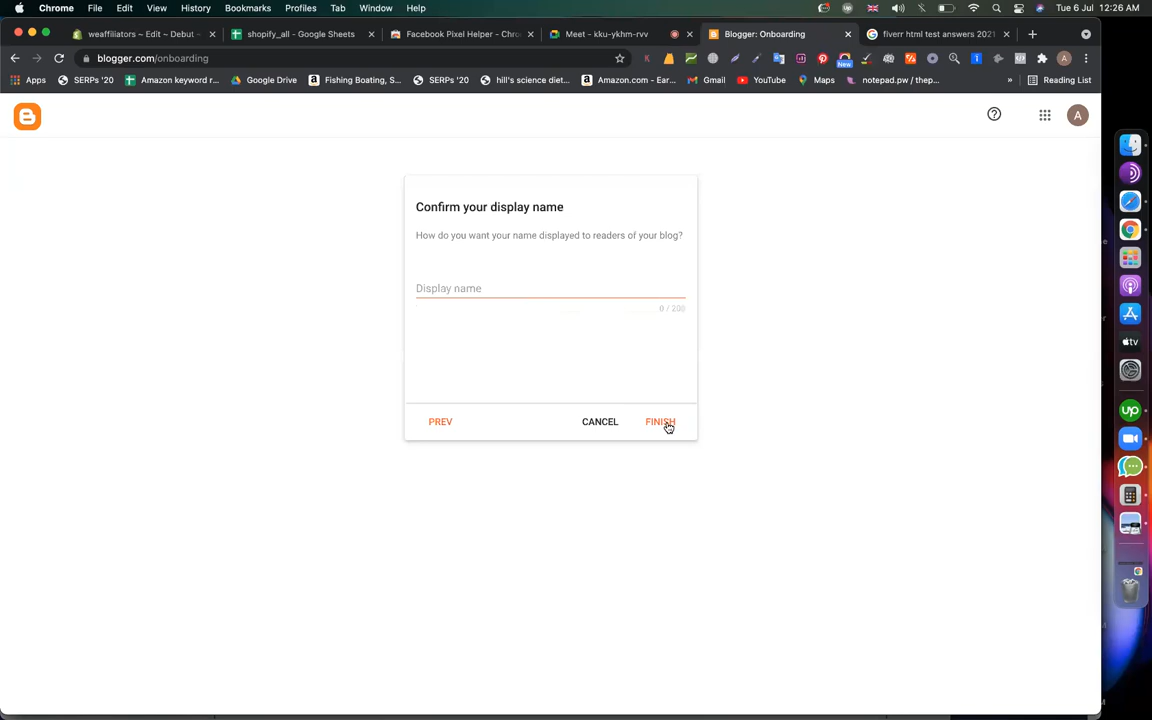 Chrome File Edit View History Bookmarks Profiles Tab Window Help Tue 6 Jul 12:26 AM
weaffiliators ~ Edit ~ Debut - shopify_all - Google Sheets Facebook Pixel Helper - Chro Meet - kku-ykhm-rvv Blogger: Onboarding fiverr html test answers 2021
blogger.com/onboarding
Apps SERPs '20 Amazon keyword r... Google Drive Fishing Boating, S... SERPs '20 hill's science diet... Amazon.com - Ear... Gmail YouTube Maps notepad.pw / thep... » Reading List
New
A
A
Confirm your display name
How do you want your name displayed to readers of your blog?
Display name
0 / 200
PREV CANCEL FINISH
tv
up